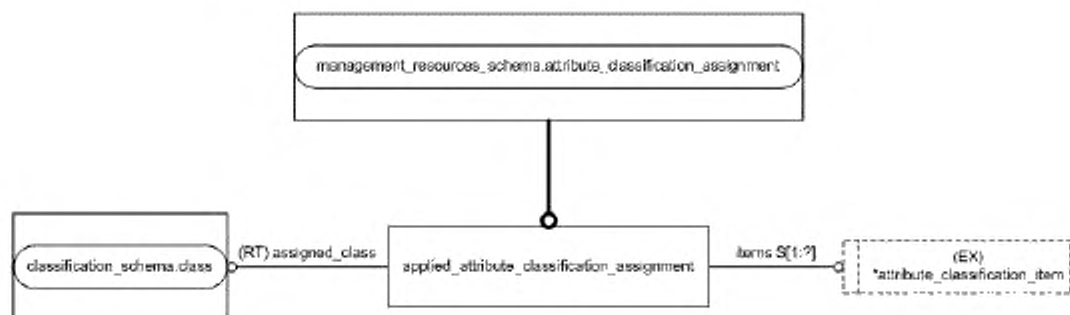 management_resources_schema.attribute_classification_assignment
(RT) assigned_class
items S[1:?]
classification_schema.class
applied_attribute_classification_assignment
(EX)
*attribute_classification_item